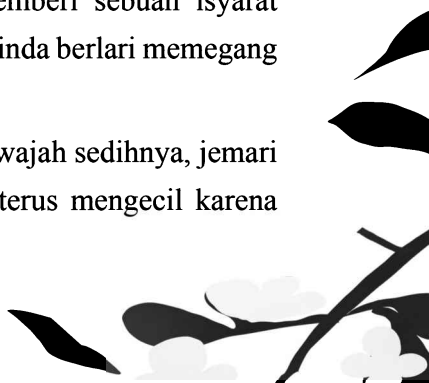 emberi sebuah isyarat
inda berlari memegang
wajah sedihnya, jemari
terus mengecil karena